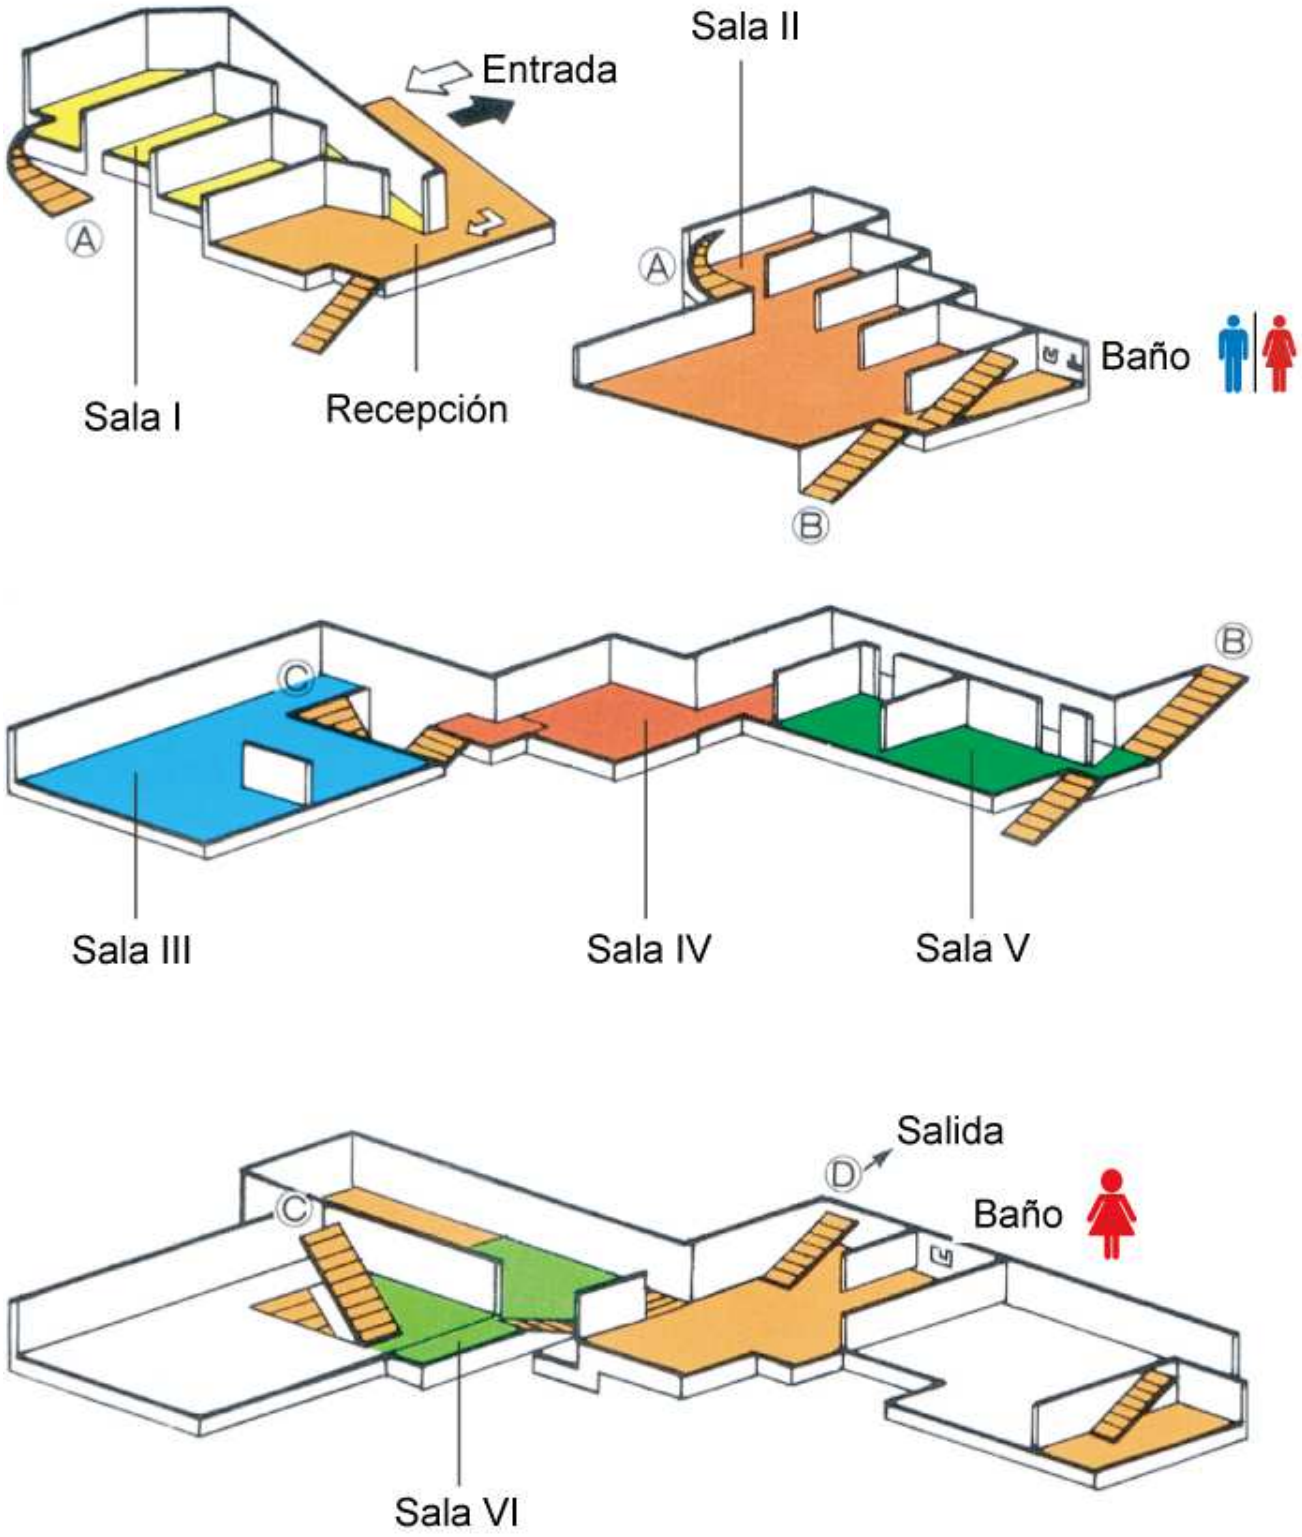 Sala II
Entrada
A
A
Baño
Sala I
Recepción
B
B
C
Sala III
Sala IV
Sala V
Salida
D
Baño
C
Sala VI